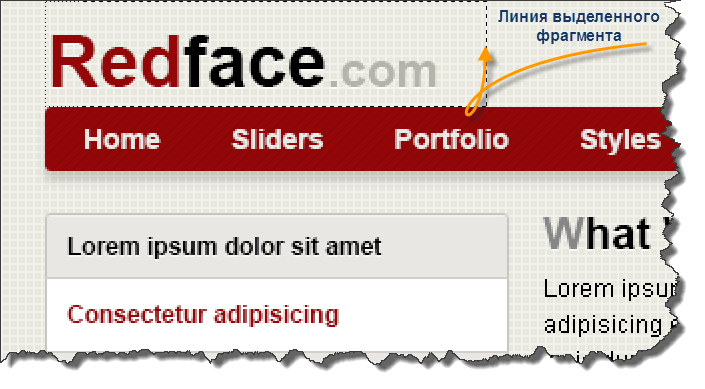 Линия выделенного
фрагмента
Redface.com
Home Sliders Portfolio Styles
Lorem ipsum dolor sit amet
What
Consectetur adipisicing
Lorem ipsu
adipisicing